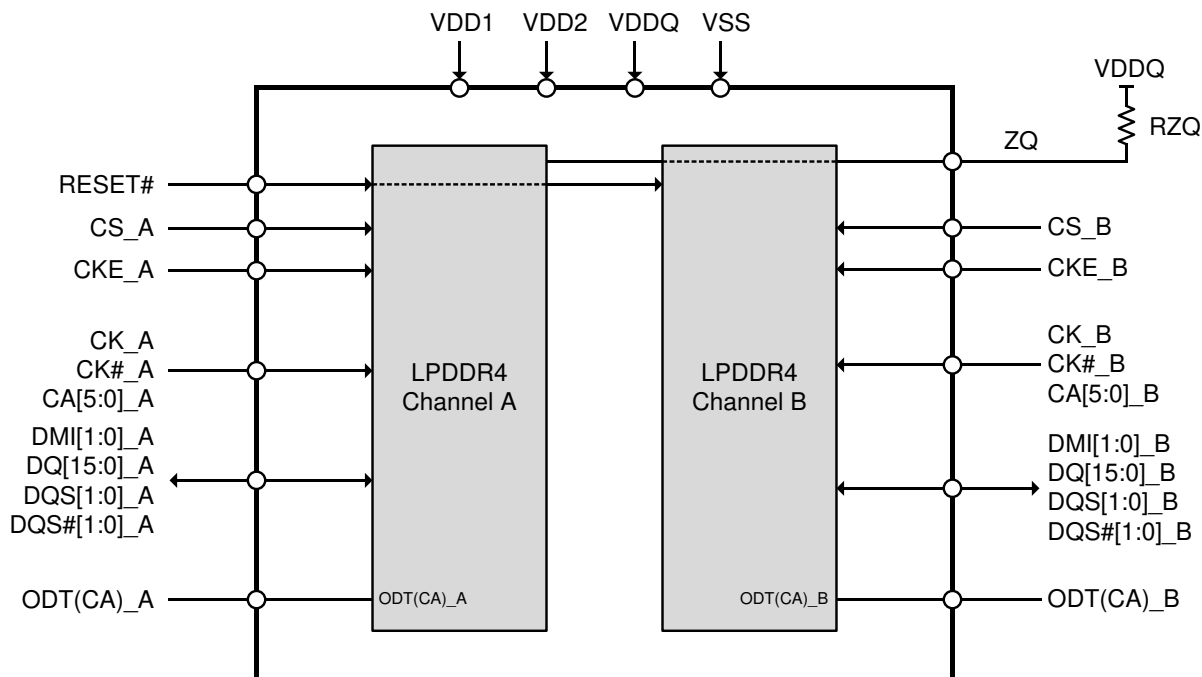 VDD1 VDD2 VDDQ VSS
VDDQ
RZQ
ZQ
RESET#
CS_A
CKE_A
CK_A
CK#_A
CA[5:0]_A
DMI[1:0]_A
DQ[15:0]_A
DQS[1:0]_A
DQS#[1:0]_A
ODT(CA)_A
LPDDR4
Channel A
ODT(CA)_A
LPDDR4
Channel B
ODT(CA)_B
CS_B
CKE_B
CK_B
CK#_B
CA[5:0]_B
DMI[1:0]_B
DQ[15:0]_B
DQS[1:0]_B
DQS#[1:0]_B
ODT(CA)_B